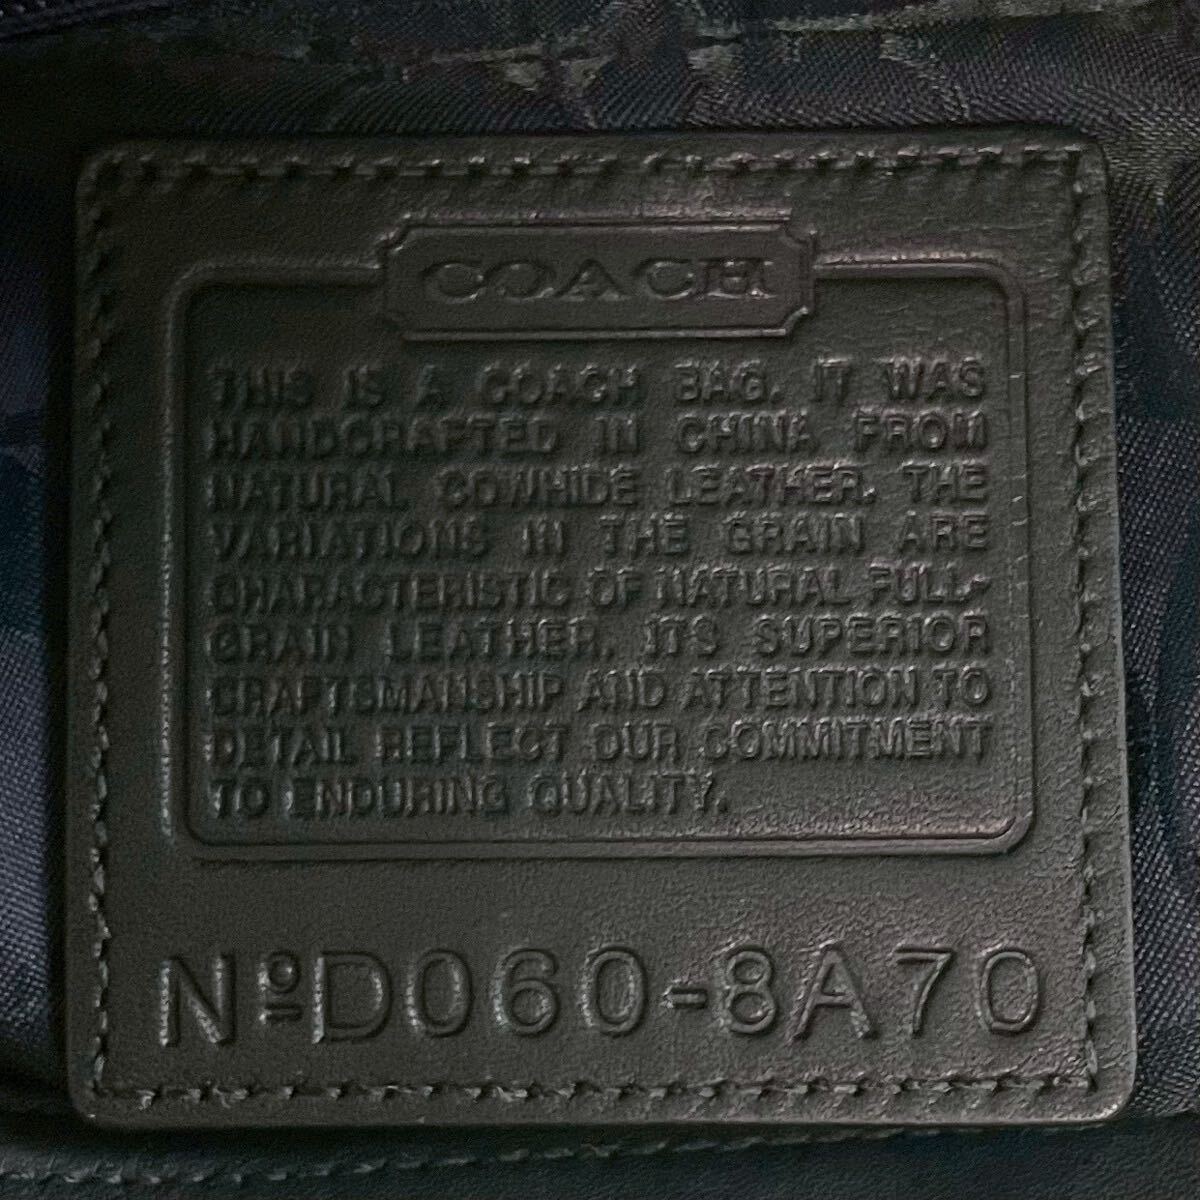 COACH
THIS IS A COACH BAG. IT WAS
HANDCRAFTED IN CHINA FROM
NATURAL COWHIDE LEATHER. THE
VARIATIONS IN THE GRAIN ARE
CHARACTERISTIC OF NATURAL FULL-
GRAIN LEATHER. ITS SUPERIOR
CRAFTSMANSHIP AND ATTENTION TO
DETAIL REFLECT OUR COMMITMENT
TO ENDURING QUALITY.
Nº D060-8A70